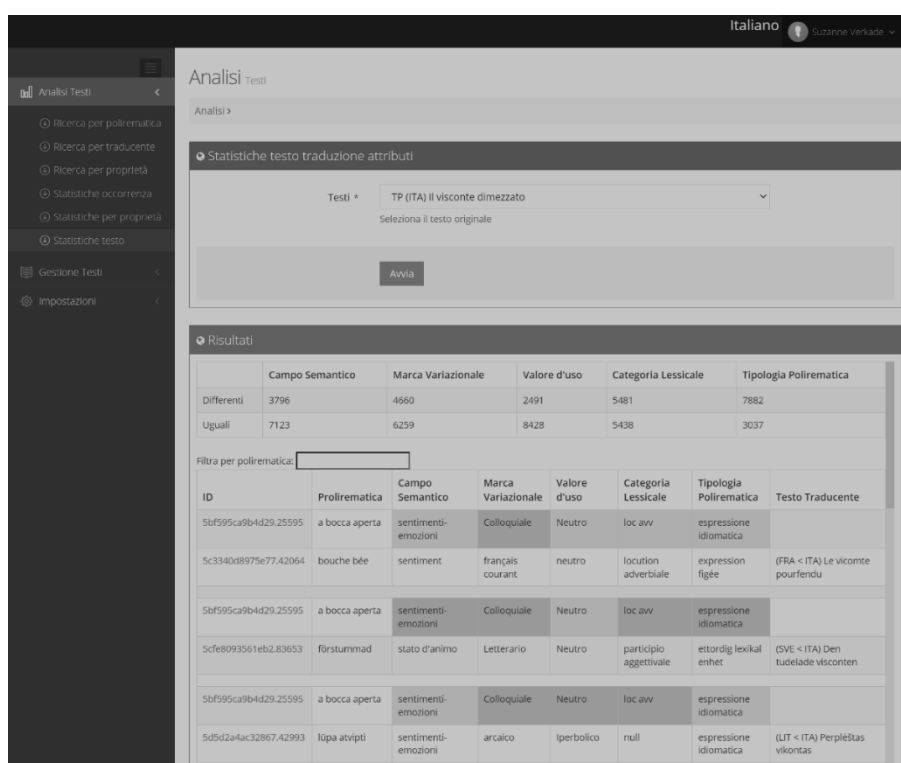 Italiano
Suzanne Verkade
Analisi Testi
Ricerca per polirematica
Ricerca per traducente
Ricerca per proprietà
Statistiche occorrenza
Statistiche per proprietà
Statistiche testo
Gestione Testi
Impostazioni
Analisi Testi
Analisi >
Statistiche testo traduzione attributi
Testi * TP (ITA) Il visconte dimezzato
Seleziona il testo originale
Avvia
Risultati
Campo Semantico Marca Variazionale Valore d'uso Categoria Lessicale Tipologia Polirematica
Differenti 3796 4660 2491 5481 7882
Uguali 7123 6259 8428 5438 3037
Filtra per polirematica:
ID Prolirematica Campo Semantico Marca Variazionale Valore d'uso Categoria Lessicale Tipologia Polirematica Testo Traducente
5bf595ca9b4d29.25595 a bocca aperta sentimenti-emozioni Colloquiale Neutro loc avv espressione idiomatica
5c3340d8975e77.42064 bouche bée sentiment français courant neutro locution adverbiale expression figée (FRA < ITA) Le vicomte pourfendu
5bf595ca9b4d29.25595 a bocca aperta sentimenti-emozioni Colloquiale Neutro loc avv espressione idiomatica
5cfe8093561eb2.83653 förstummad stato d'animo Letterario Neutro participio aggettivale ettordig lexikal enhet (SVE < ITA) Den tudelade visconten
5bf595ca9b4d29.25595 a bocca aperta sentimenti-emozioni Colloquiale Neutro loc avv espressione idiomatica
5d5d2a4ac32867.42993 lūpa atvipti sentimenti-emozioni arcaico Iperbolico null espressione idiomatica (LIT < ITA) Perplėštas vikontas